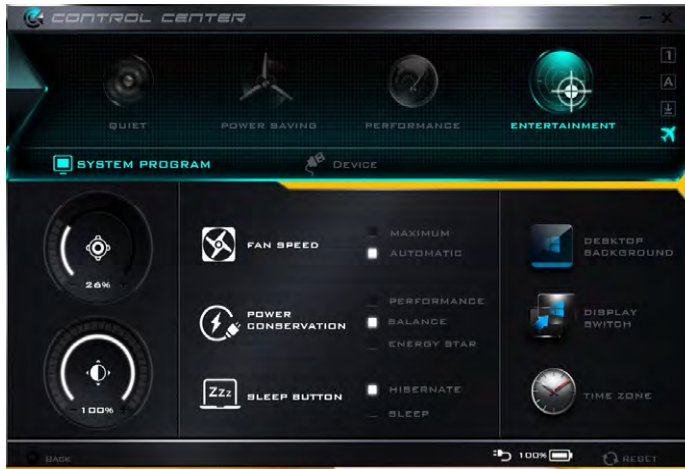 CONTROL CENTER
1
A
QUIET
POWER SAVING
PERFORMANCE
ENTERTAINMENT
SYSTEM PROGRAM
DEVICE
26%
FAN SPEED
MAXIMUM
AUTOMATIC
DESKTOP
BACKGROUND
POWER
CONSERVATION
PERFORMANCE
BALANCE
ENERGY STAR
DISPLAY
SWITCH
100%
Zzz
SLEEP BUTTON
HIBERNATE
SLEEP
TIME ZONE
BACK
100%
RESET